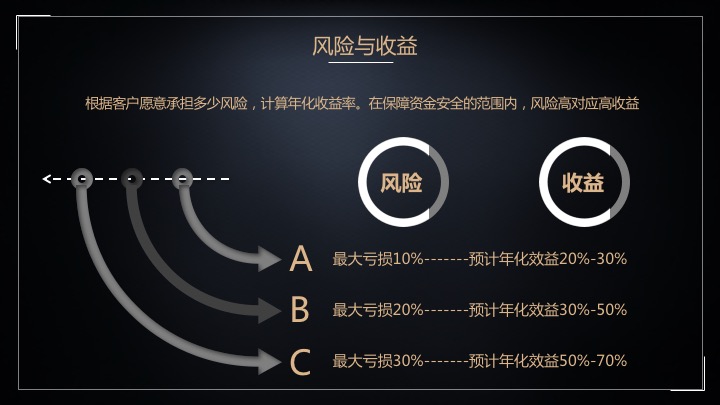 风险与收益
根据客户愿意承担多少风险，计算年化收益率。在保障资金安全的范围内，风险高对应高收益
风险
收益
A 最大亏损10%-------预计年化效益20%-30%
B 最大亏损20%-------预计年化效益30%-50%
C 最大亏损30%-------预计年化效益50%-70%